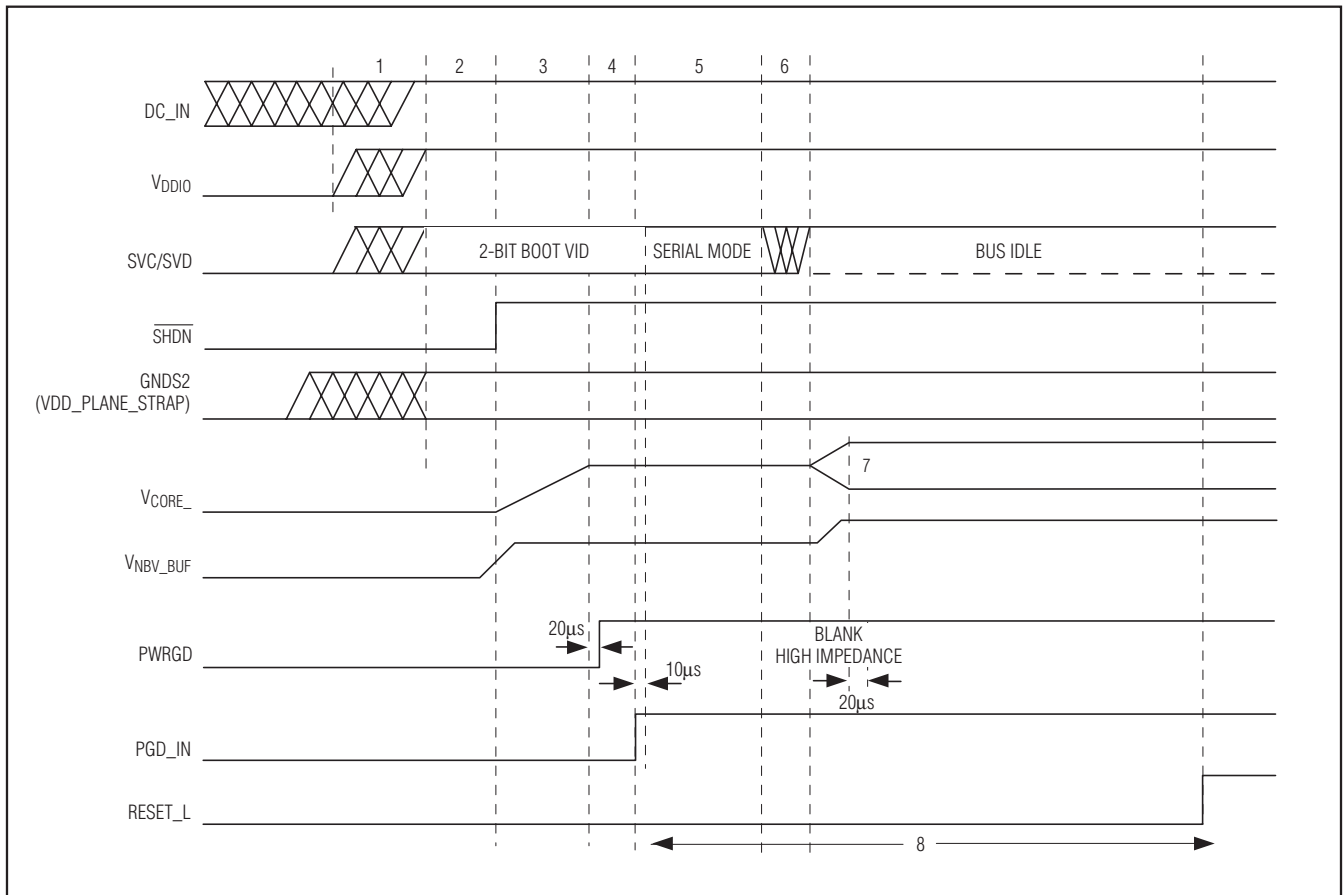 1 2 3 4 5 6
DC_IN
VDDIO
SVC/SVD
2-BIT BOOT VID
SERIAL MODE
BUS IDLE
SHDN
GNDS2
(VDD_PLANE_STRAP)
7
VCORE_
VNBV_BUF
20μs
BLANK
HIGH IMPEDANCE
PWRGD
10μs
20μs
PGD_IN
RESET_L
8